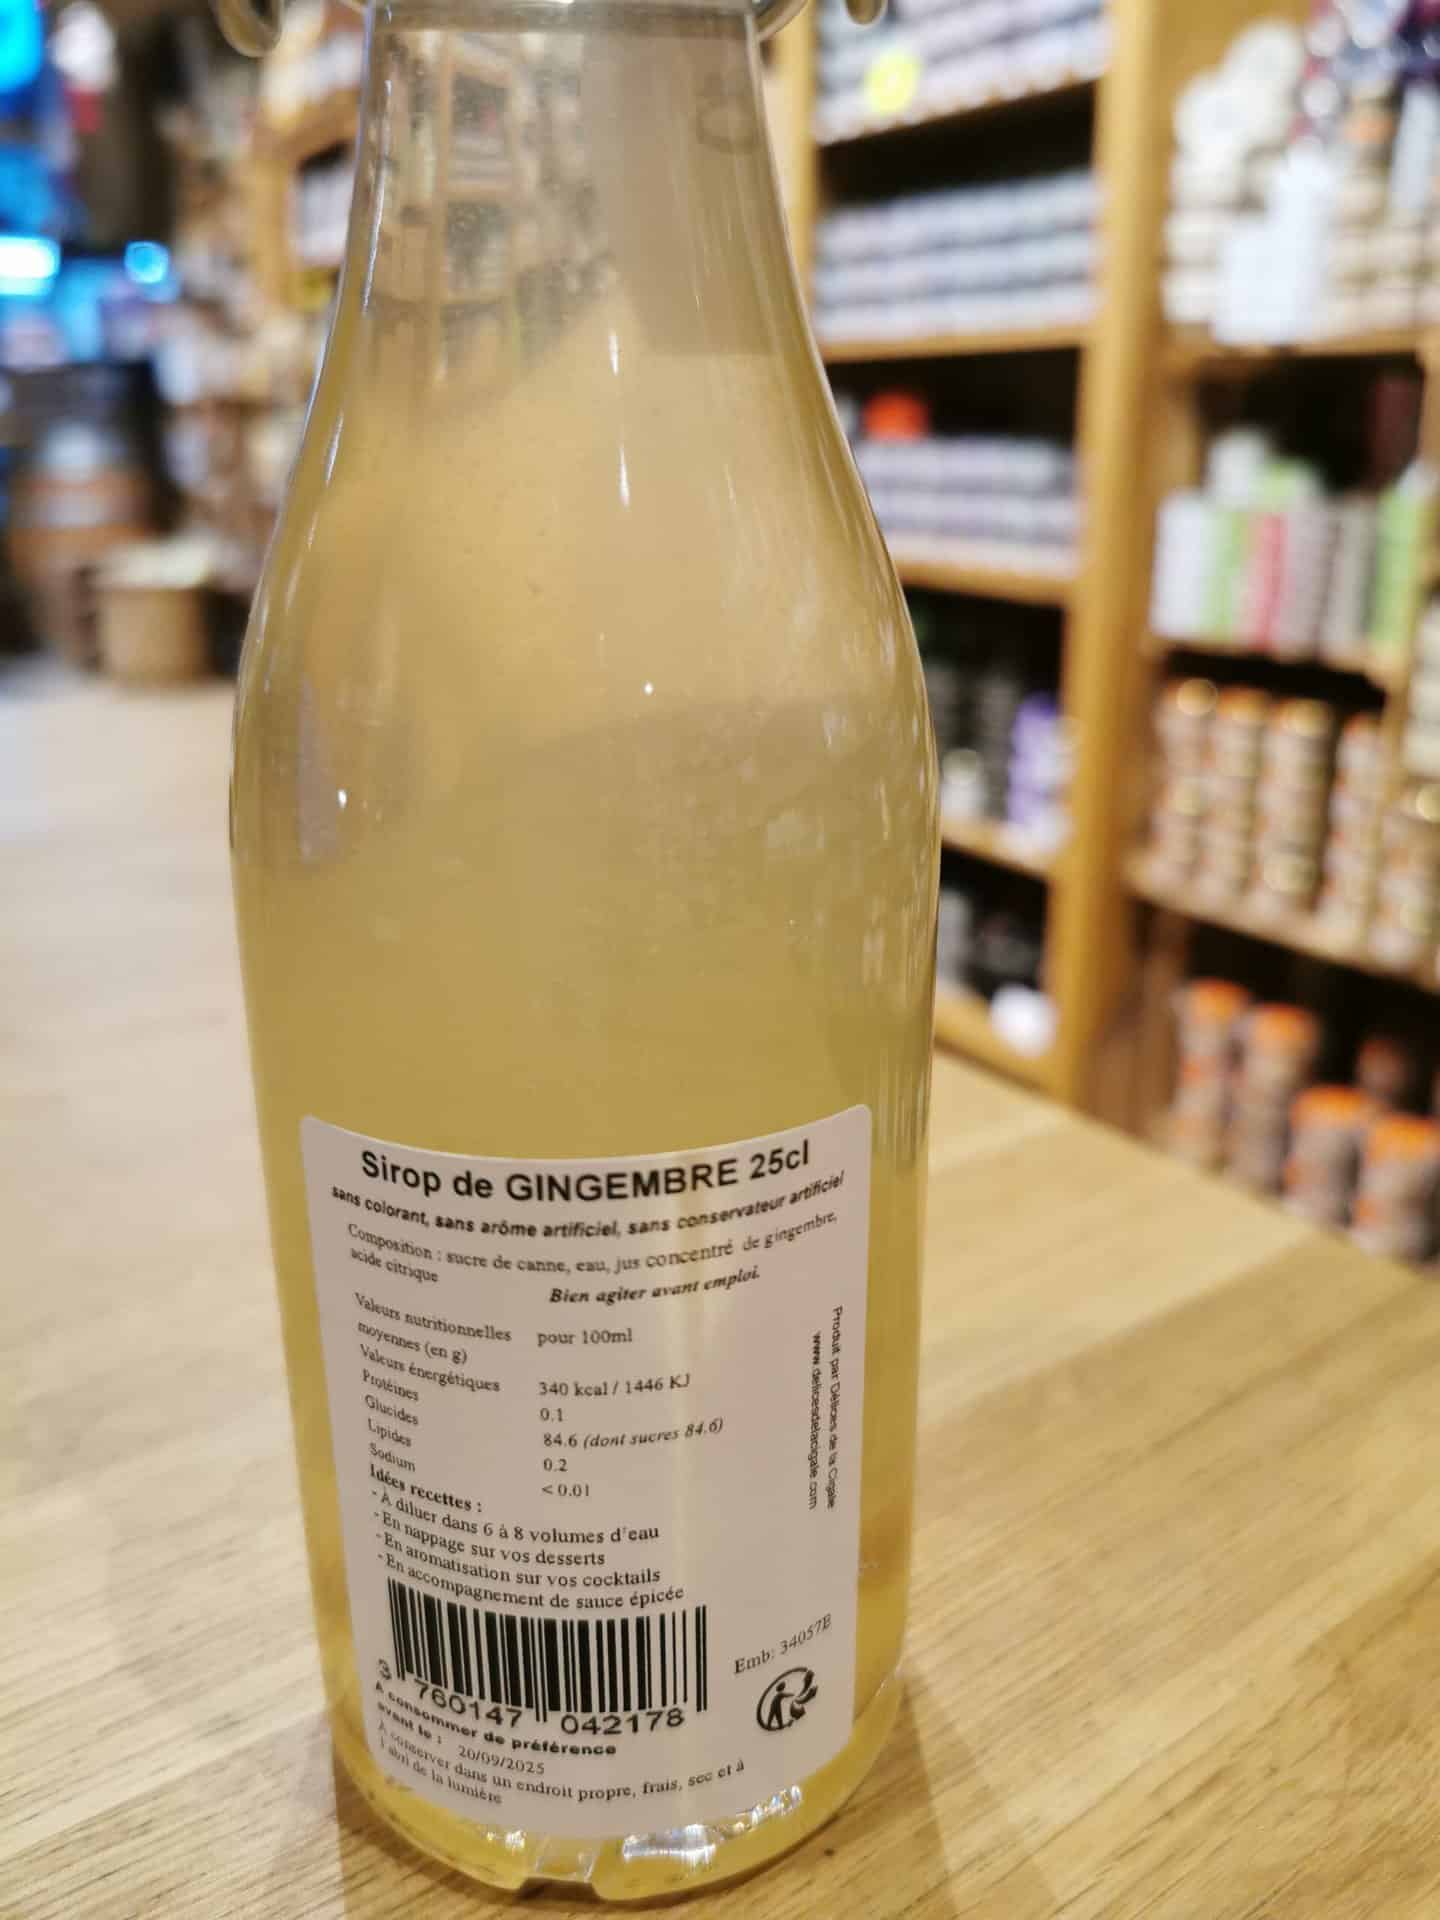 Sirop de GINGEMBRE 25cl
sans colorant, sans arôme artificiel, sans conservateur artificiel
Composition : sucre de canne, eau, jus concentré de gingembre,
acide citrique
Bien agiter avant emploi.
Valeurs nutritionnelles pour 100ml
moyennes (en g)
Valeurs énergétiques 340 kcal / 1446 KJ
Protéines 0.1
Glucides 84.6 (dont sucres 84.6)
Lipides 0.2
Sodium < 0.01
Idées recettes :
- À diluer dans 6 à 8 volumes d'eau
- En nappage sur vos desserts
- En aromatisation sur vos cocktails
- En accompagnement de sauce épicée
3 760147 042178
A consommer de préférence
avant le : 20/09/2025
A conserver dans un endroit propre, frais, sec et à
l'abri de la lumière
Produit par Délices de la Cigale
www.delicesdelacigale.com
Emb: 34057B